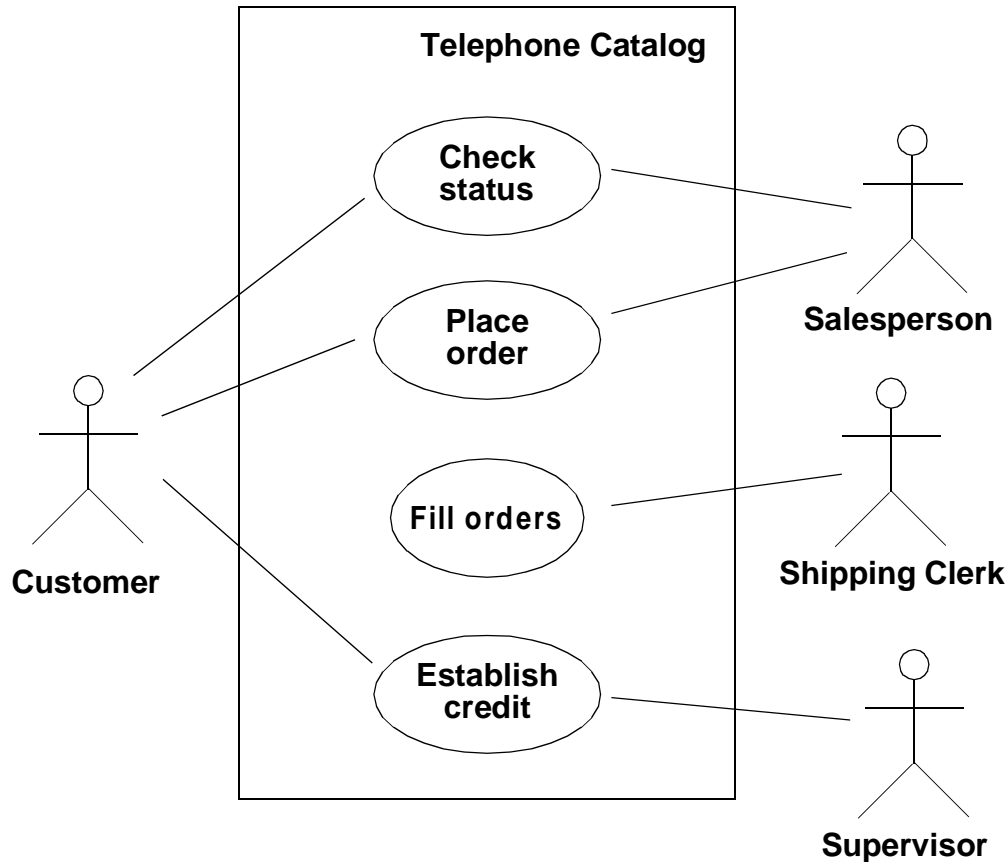 Telephone Catalog
Check
status
Place
order
Salesperson
Fill orders
Customer
Shipping Clerk
Establish
credit
Supervisor